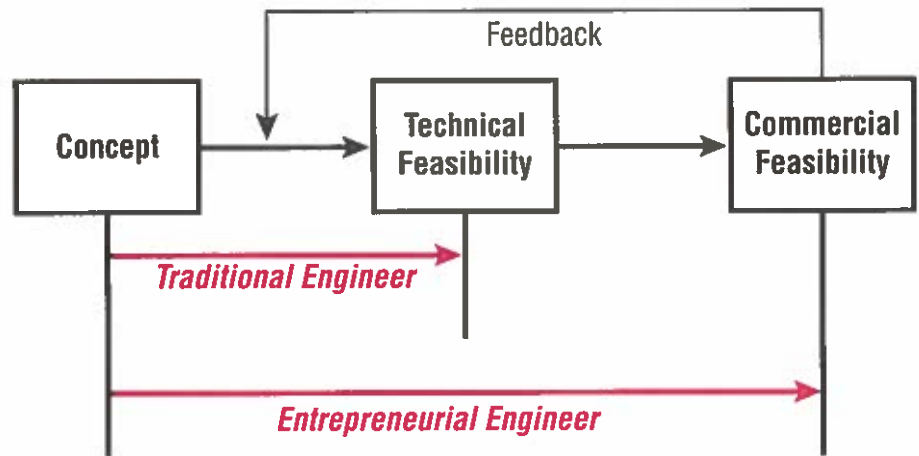 Feedback
Concept
Technical
Feasibility
Commercial
Feasibility
Traditional Engineer
Entrepreneurial Engineer